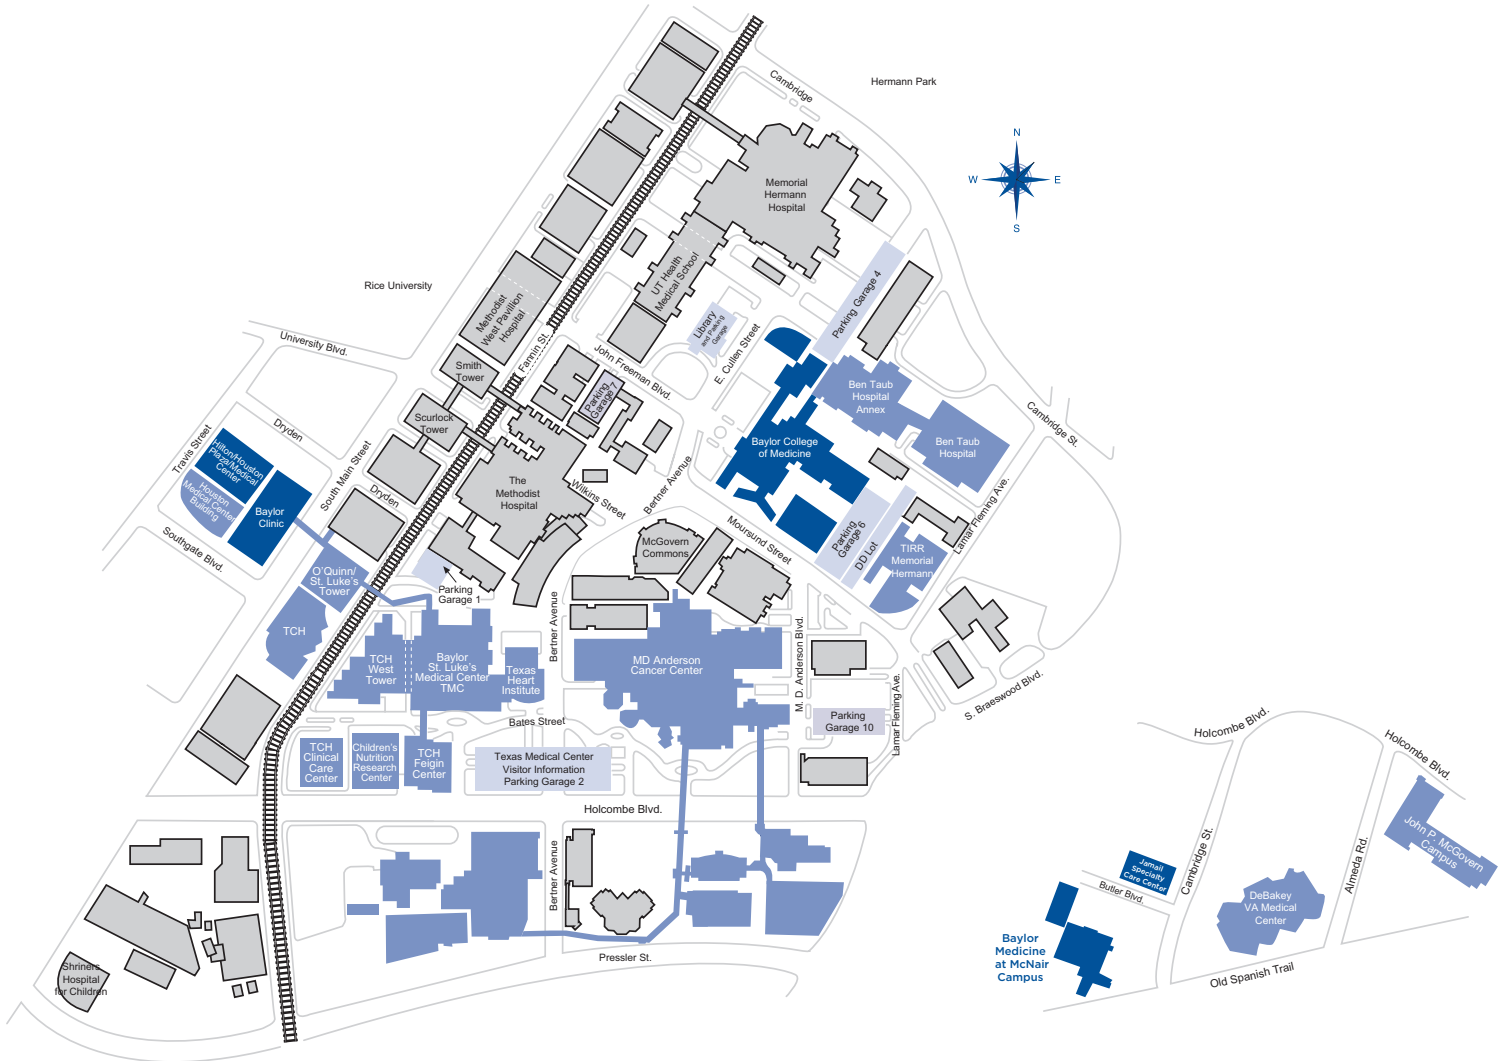 Hermann Park
Cambridge
N
W
E
S
Memorial
Hermann
Hospital
UT Health
Medical School
Rice University
Methodist
West Pavillion
Hospital
Parking Garage 4
Library
and Parking
Garage
E. Cullen Street
University Blvd.
Fannin St.
John Freeman Blvd.
Smith
Tower
Parking
Garage 7
Ben Taub
Hospital
Annex
Cambridge St.
Scurlock
Tower
Dryden
Travis Street
Hilton/Houston
Plaza/Medical
Center
South Main Street
Baylor College
of Medicine
Ben Taub
Hospital
Houston
Medical Center
Building
Baylor
Clinic
Dryden
The
Methodist
Hospital
Wilkins Street
Bertner Avenue
Lamar Fleming Ave.
Southgate Blvd.
McGovern
Commons
Moursund Street
Parking
Garage 6
DD Lot
TIRR
Memorial
Hermann
O'Quinn/
St. Luke's
Tower
Parking
Garage 1
Bertner Avenue
TCH
TCH
West
Tower
Baylor
St. Luke's
Medical Center
TMC
Texas
Heart
Institute
MD Anderson
Cancer Center
M. D. Anderson Blvd.
Lamar Fleming Ave.
S. Braeswood Blvd.
Parking
Garage 10
Bates Street
TCH
Clinical
Care
Center
Children's
Nutrition
Research
Center
TCH
Feigin
Center
Texas Medical Center
Visitor Information
Parking Garage 2
Holcombe Blvd.
Holcombe Blvd.
Holcombe Blvd.
John P. McGovern
Campus
Cambridge St.
Almeda Rd.
Jamail
Specialty
Care Center
Butler Blvd.
DeBakey
VA Medical
Center
Bertner Avenue
Baylor
Medicine
at McNair
Campus
Old Spanish Trail
Pressler St.
Shriners
Hospital
for Children